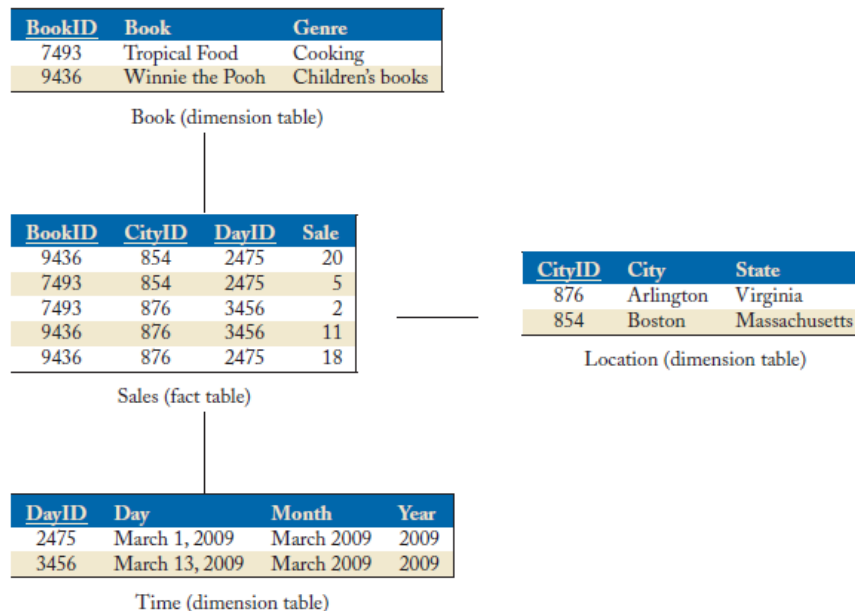 BookID Book Genre
7493 Tropical Food Cooking
9436 Winnie the Pooh Children's books
Book (dimension table)
BookID CityID DayID Sale
9436 854 2475 20
7493 854 2475 5
7493 876 3456 2
9436 876 3456 11
9436 876 2475 18
Sales (fact table)
CityID City State
876 Arlington Virginia
854 Boston Massachusetts
Location (dimension table)
DayID Day Month Year
2475 March 1, 2009 March 2009 2009
3456 March 13, 2009 March 2009 2009
Time (dimension table)